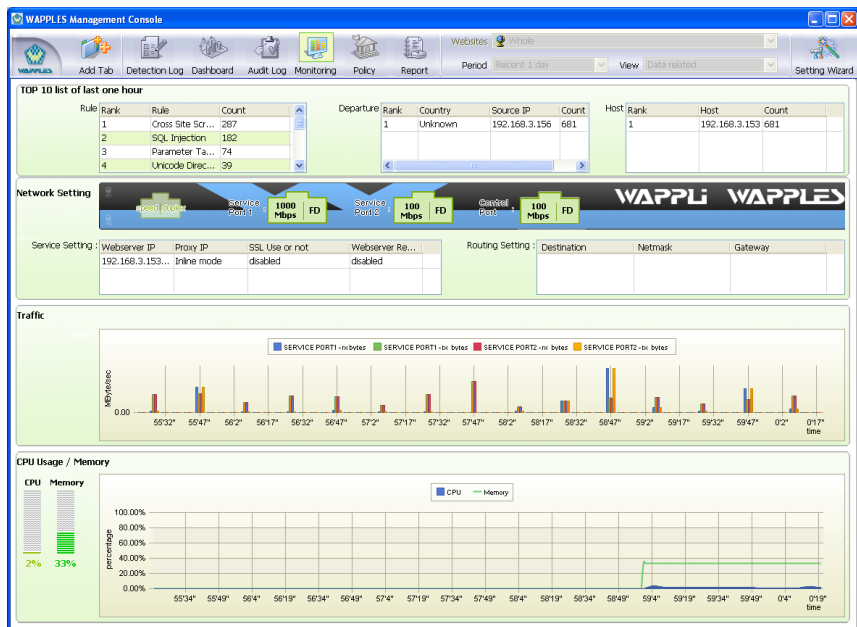 WAPPLES Management Console
WAPPLES
Add Tab
Detection Log
Dashboard
Audit Log
Monitoring
Policy
Report
Websites
Whole
Period
Recent 1 day
View
Data related
Setting Wizard
TOP 10 list of last one hour
Rule
Rank Rule Count
1 Cross Site Scr... 287
2 SQL Injection 182
3 Parameter Ta... 74
4 Unicode Direc... 39
Departure
Rank Country Source IP Count
1 Unknown 192.168.3.156 681
Host
Rank Host Count
1 192.168.3.153 681
Network Setting
speed duplex
Service Port 1 : 1000 Mbps FD
Service Port 2 : 100 Mbps FD
Control Port : 100 Mbps FD
WAPPLi WAPPLES
Service Setting :
Webserver IP Proxy IP SSL Use or not Webserver Re...
192.168.3.153... Inline mode disabled disabled
Routing Setting :
Destination Netmask Gateway
Traffic
SERVICE PORT1 -rx bytes SERVICE PORT1 -tx bytes SERVICE PORT2 -rx bytes SERVICE PORT2 -tx bytes
MByte/sec
0.00
55'32" 55'47" 56'2" 56'17" 56'32" 56'47" 57'2" 57'17" 57'32" 57'47" 58'2" 58'17" 58'32" 58'47" 59'2" 59'17" 59'32" 59'47" 0'2" 0'17"
time
CPU Usage / Memory
CPU Memory
2% 33%
CPU Memory
percentage
100.00%
80.00%
60.00%
40.00%
20.00%
0.00%
55'34" 55'49" 56'4" 56'19" 56'34" 56'49" 57'4" 57'19" 57'34" 57'49" 58'4" 58'19" 58'34" 58'49" 59'4" 59'19" 59'34" 59'49" 0'4" 0'19"
time